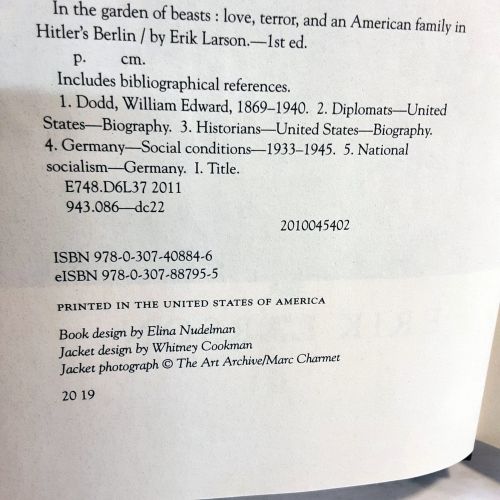 In the garden of beasts : love, terror, and an American family in
Hitler's Berlin / by Erik Larson.—1st ed.
p. cm.
Includes bibliographical references.
1. Dodd, William Edward, 1869–1940. 2. Diplomats—United
States—Biography. 3. Historians—United States—Biography.
4. Germany—Social conditions—1933–1945. 5. National
socialism—Germany. I. Title.
E748.D6L37 2011
943.086—dc22
2010045402
ISBN 978-0-307-40884-6
eISBN 978-0-307-88795-5
PRINTED IN THE UNITED STATES OF AMERICA
Book design by Elina Nudelman
Jacket design by Whitney Cookman
Jacket photograph © The Art Archive/Marc Charmet
20 19